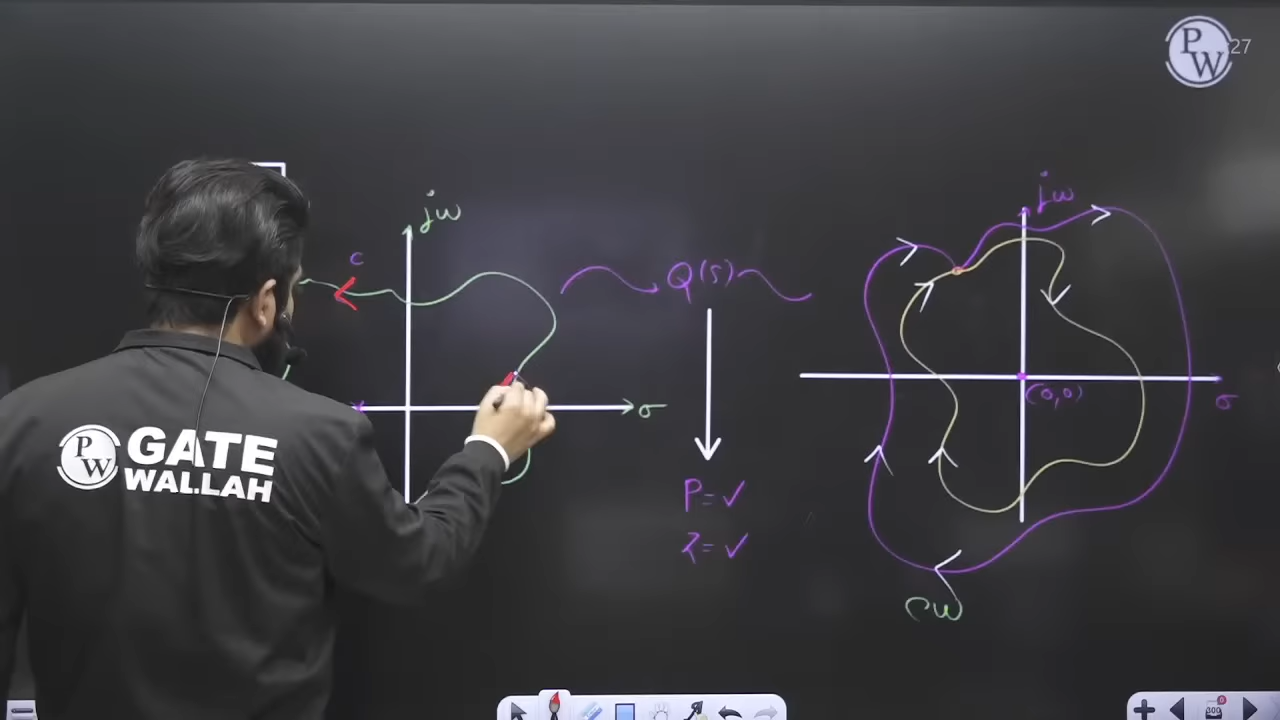 PW 27
jω
c
σ
Q(s)
P = ✓
Z = ✓
jω
(0,0)
σ
CW
PW GATE
WALLAH